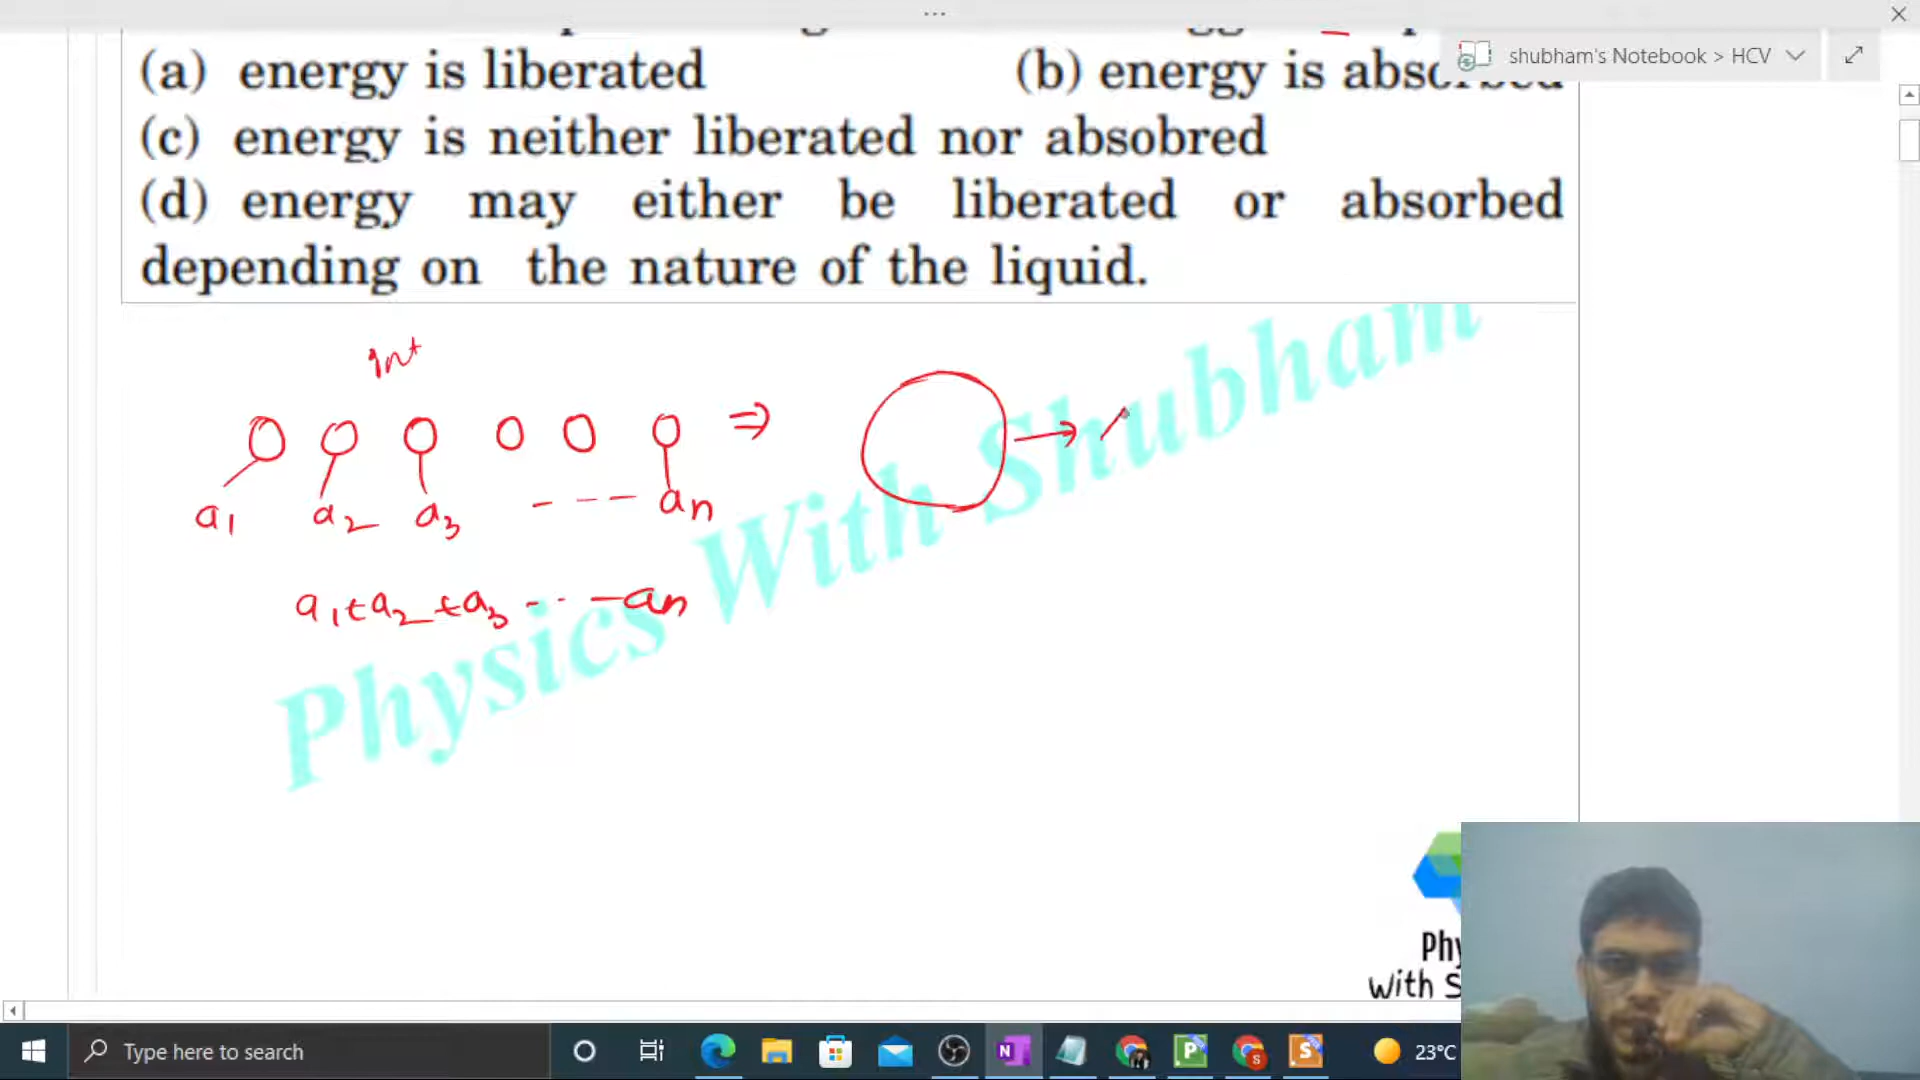 shubham's Notebook > HCV
(a) energy is liberated (b) energy is absorbed
(c) energy is neither liberated nor absobred
(d) energy may either be liberated or absorbed
depending on the nature of the liquid.
int
⇒
a1 a2 a3 --- an
a1+a2+a3 --- an
Physics With Shubham
Phy
With S
Type here to search
23°C